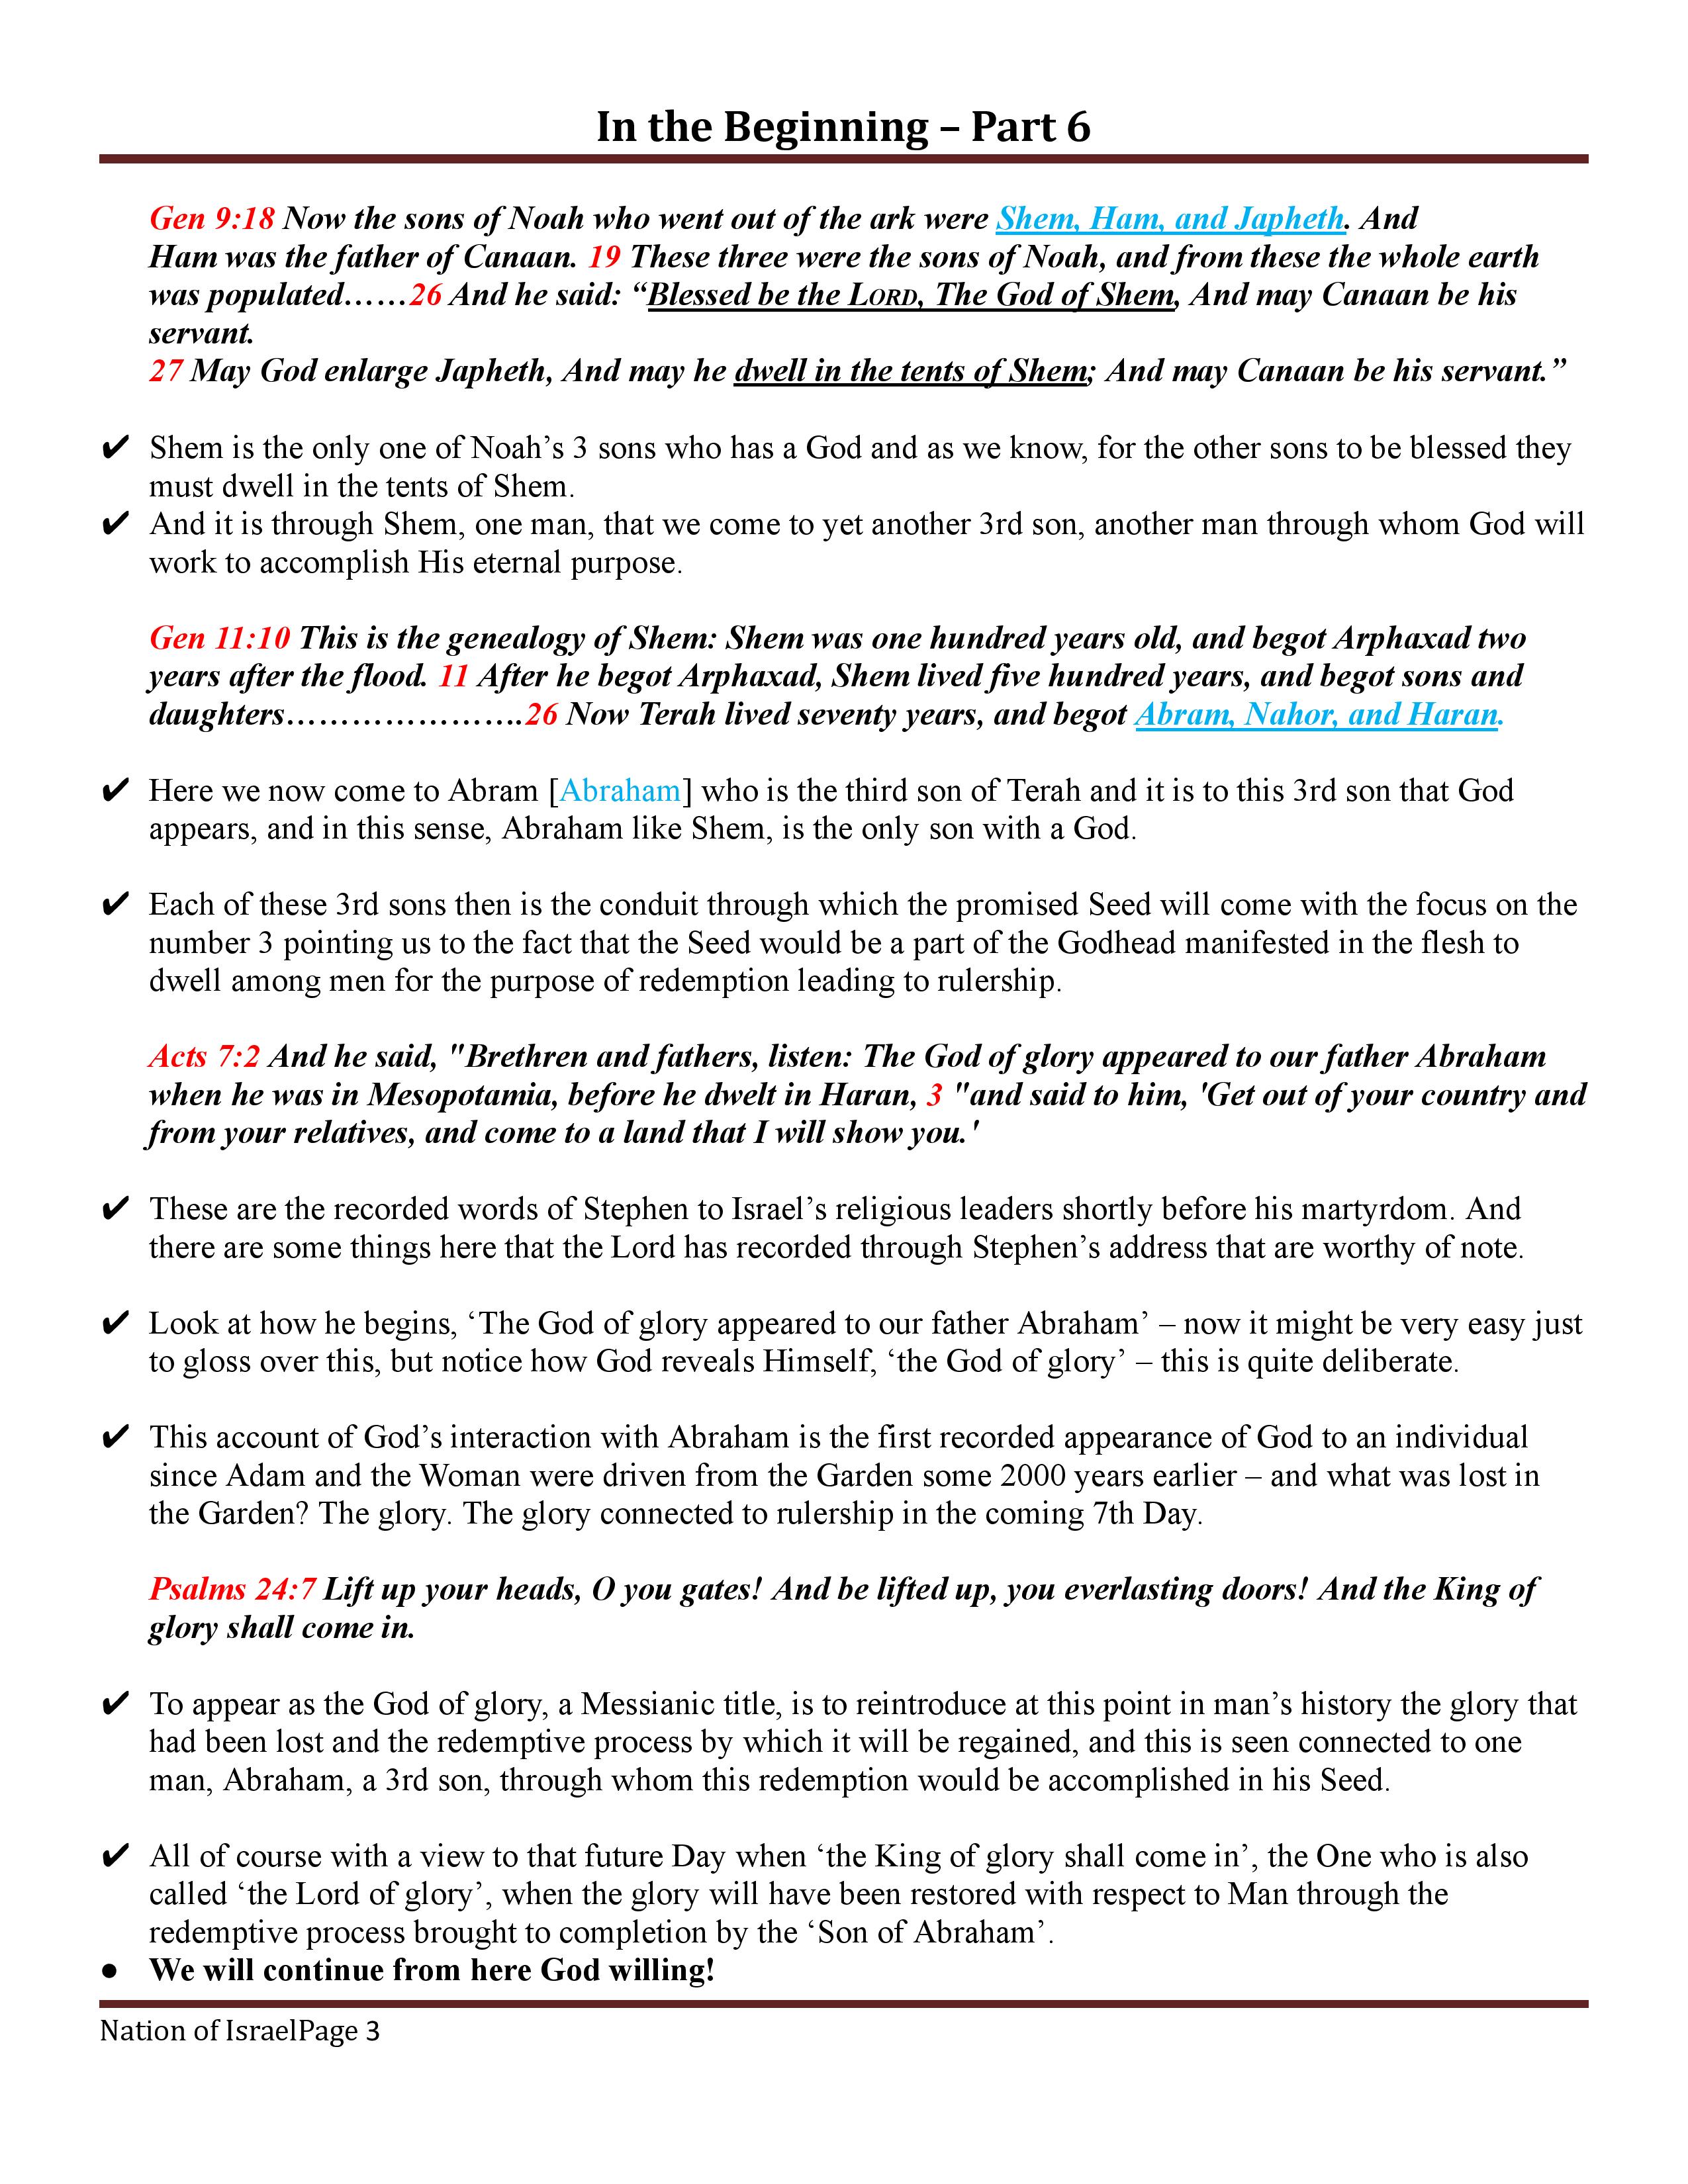 In the Beginning – Part 6
Gen 9:18 Now the sons of Noah who went out of the ark were Shem, Ham, and Japheth. And
Ham was the father of Canaan. 19 These three were the sons of Noah, and from these the whole earth
was populated……26 And he said: “Blessed be the LORD, The God of Shem, And may Canaan be his
servant.
27 May God enlarge Japheth, And may he dwell in the tents of Shem; And may Canaan be his servant.”
✔ Shem is the only one of Noah’s 3 sons who has a God and as we know, for the other sons to be blessed they
must dwell in the tents of Shem.
✔ And it is through Shem, one man, that we come to yet another 3rd son, another man through whom God will
work to accomplish His eternal purpose.
Gen 11:10 This is the genealogy of Shem: Shem was one hundred years old, and begot Arphaxad two
years after the flood. 11 After he begot Arphaxad, Shem lived five hundred years, and begot sons and
daughters………………….26 Now Terah lived seventy years, and begot Abram, Nahor, and Haran.
✔ Here we now come to Abram [Abraham] who is the third son of Terah and it is to this 3rd son that God
appears, and in this sense, Abraham like Shem, is the only son with a God.
✔ Each of these 3rd sons then is the conduit through which the promised Seed will come with the focus on the
number 3 pointing us to the fact that the Seed would be a part of the Godhead manifested in the flesh to
dwell among men for the purpose of redemption leading to rulership.
Acts 7:2 And he said, "Brethren and fathers, listen: The God of glory appeared to our father Abraham
when he was in Mesopotamia, before he dwelt in Haran, 3 "and said to him, 'Get out of your country and
from your relatives, and come to a land that I will show you.'
✔ These are the recorded words of Stephen to Israel’s religious leaders shortly before his martyrdom. And
there are some things here that the Lord has recorded through Stephen’s address that are worthy of note.
✔ Look at how he begins, ‘The God of glory appeared to our father Abraham’ – now it might be very easy just
to gloss over this, but notice how God reveals Himself, ‘the God of glory’ – this is quite deliberate.
✔ This account of God’s interaction with Abraham is the first recorded appearance of God to an individual
since Adam and the Woman were driven from the Garden some 2000 years earlier – and what was lost in
the Garden? The glory. The glory connected to rulership in the coming 7th Day.
Psalms 24:7 Lift up your heads, O you gates! And be lifted up, you everlasting doors! And the King of
glory shall come in.
✔ To appear as the God of glory, a Messianic title, is to reintroduce at this point in man’s history the glory that
had been lost and the redemptive process by which it will be regained, and this is seen connected to one
man, Abraham, a 3rd son, through whom this redemption would be accomplished in his Seed.
✔ All of course with a view to that future Day when ‘the King of glory shall come in’, the One who is also
called ‘the Lord of glory’, when the glory will have been restored with respect to Man through the
redemptive process brought to completion by the ‘Son of Abraham’.
● We will continue from here God willing!
Nation of IsraelPage 3